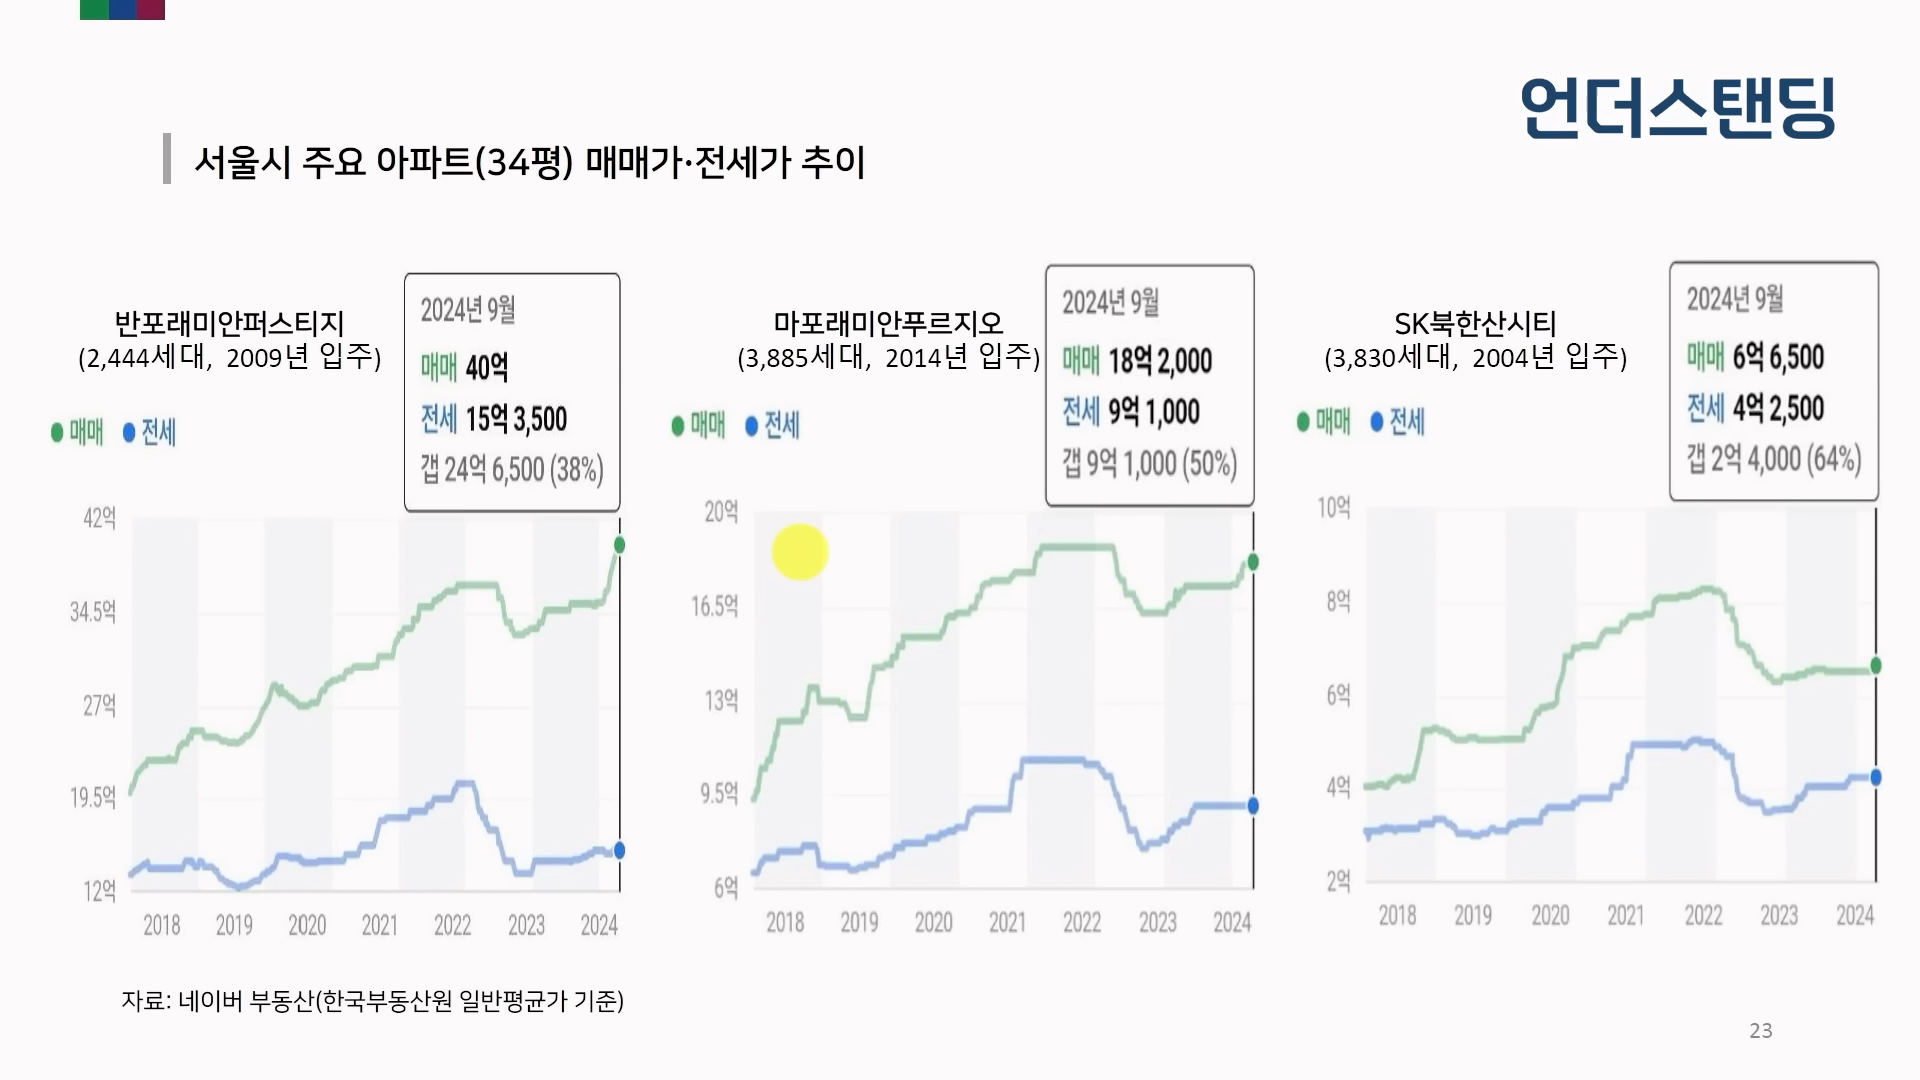 언더스탠딩
서울시 주요 아파트(34평) 매매가·전세가 추이
반포래미안퍼스티지
(2,444세대, 2009년 입주)
2024년 9월
매매 40억
전세 15억 3,500
갭 24억 6,500 (38%)
매매 전세
42억
34.5억
27억
19.5억
12억
2018 2019 2020 2021 2022 2023 2024
마포래미안푸르지오
(3,885세대, 2014년 입주)
2024년 9월
매매 18억 2,000
전세 9억 1,000
갭 9억 1,000 (50%)
매매 전세
20억
16.5억
13억
9.5억
6억
2018 2019 2020 2021 2022 2023 2024
SK북한산시티
(3,830세대, 2004년 입주)
2024년 9월
매매 6억 6,500
전세 4억 2,500
갭 2억 4,000 (64%)
매매 전세
10억
8억
6억
4억
2억
2018 2019 2020 2021 2022 2023 2024
자료: 네이버 부동산(한국부동산원 일반평균가 기준)
23